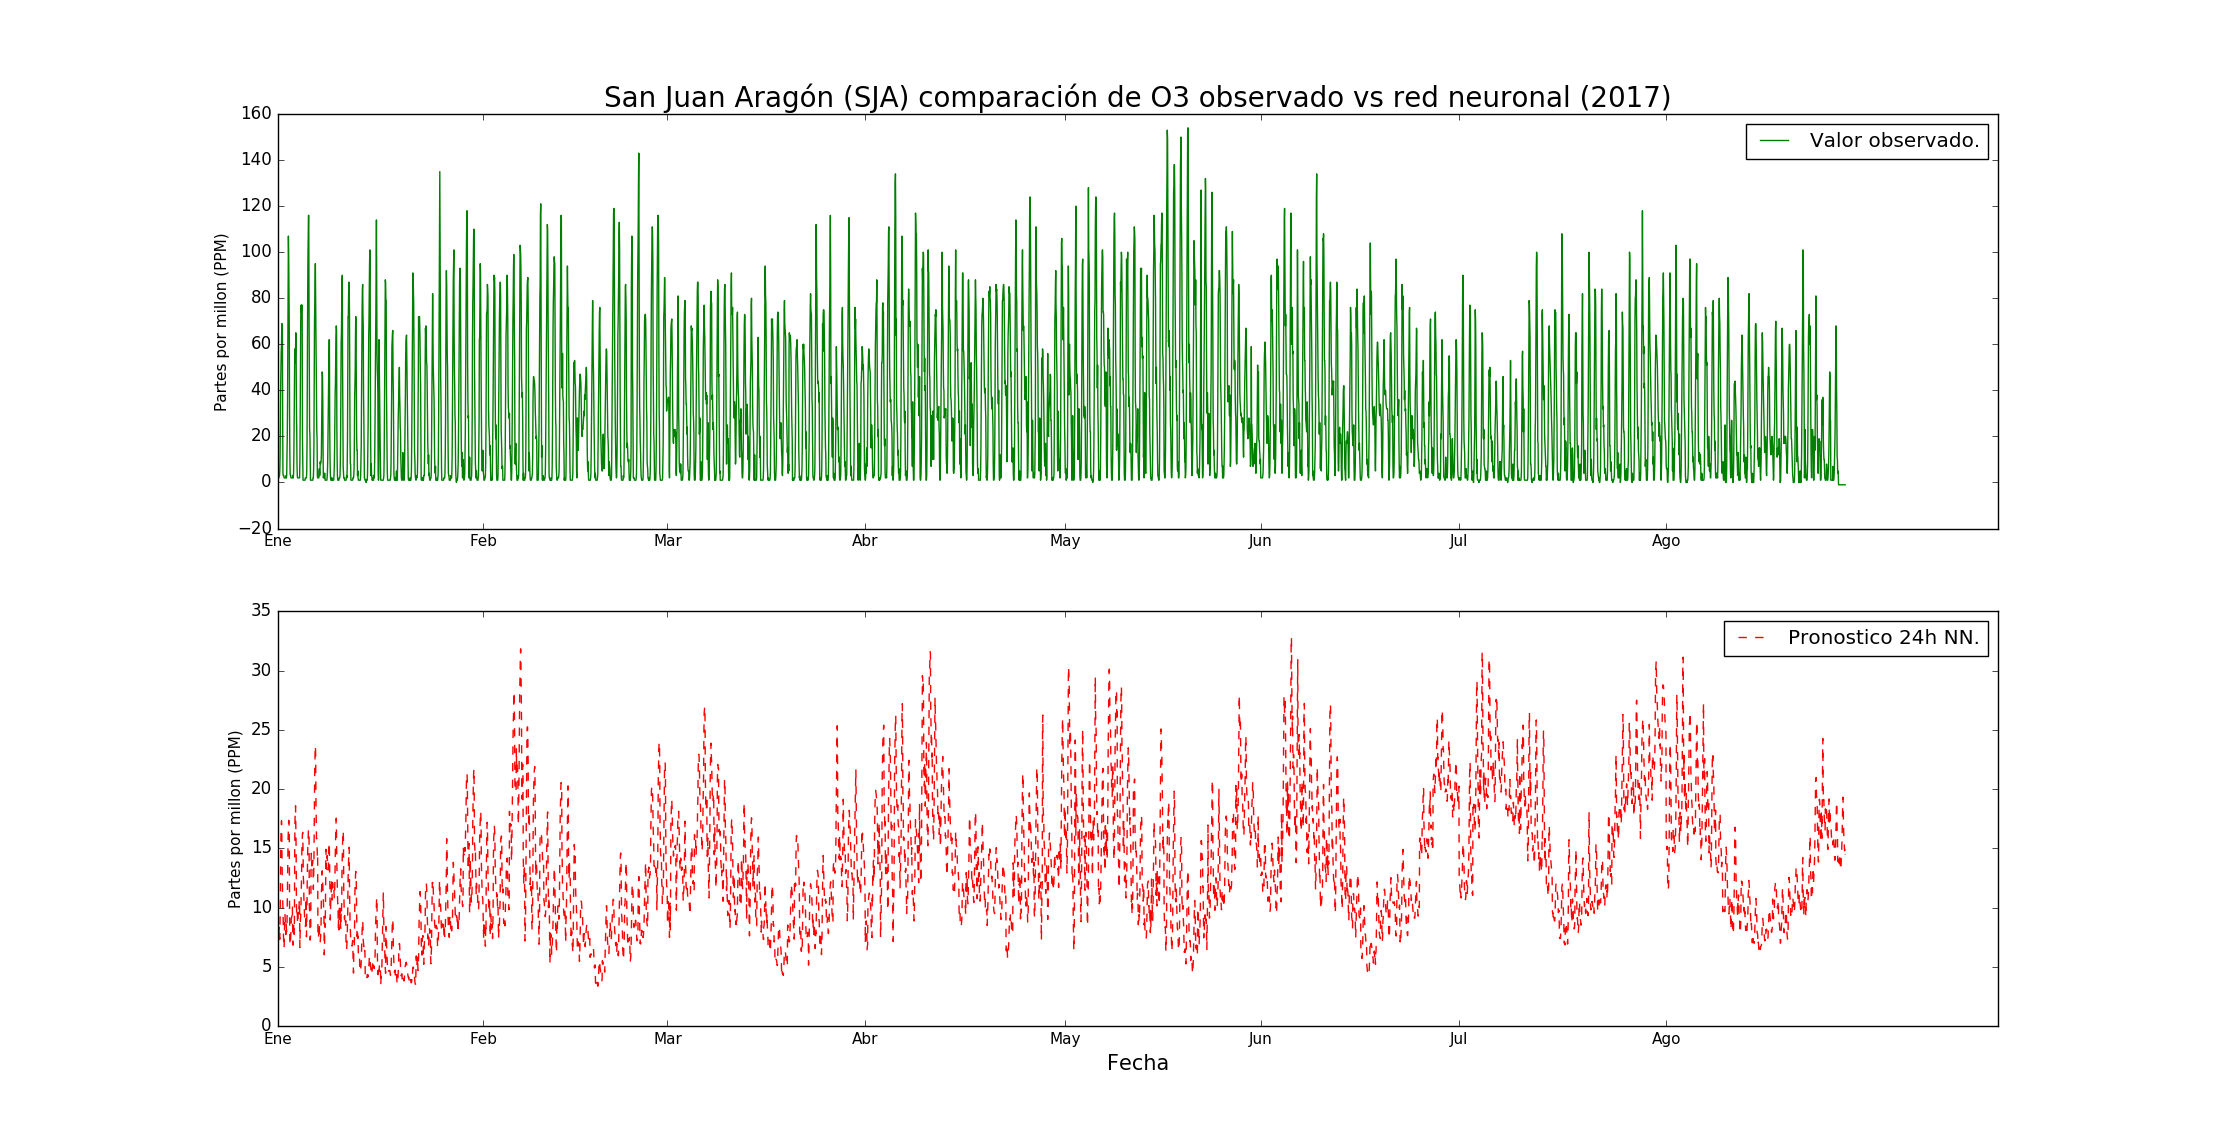 San Juan Aragón (SJA) comparación de O3 observado vs red neuronal (2017)
160
140
120
100
80
60
40
20
0
−20
Partes por millon (PPM)
Valor observado.
Ene Feb Mar Abr May Jun Jul Ago
35
30
25
20
15
10
5
0
Partes por millon (PPM)
Pronostico 24h NN.
Ene Feb Mar Abr May Jun Jul Ago
Fecha